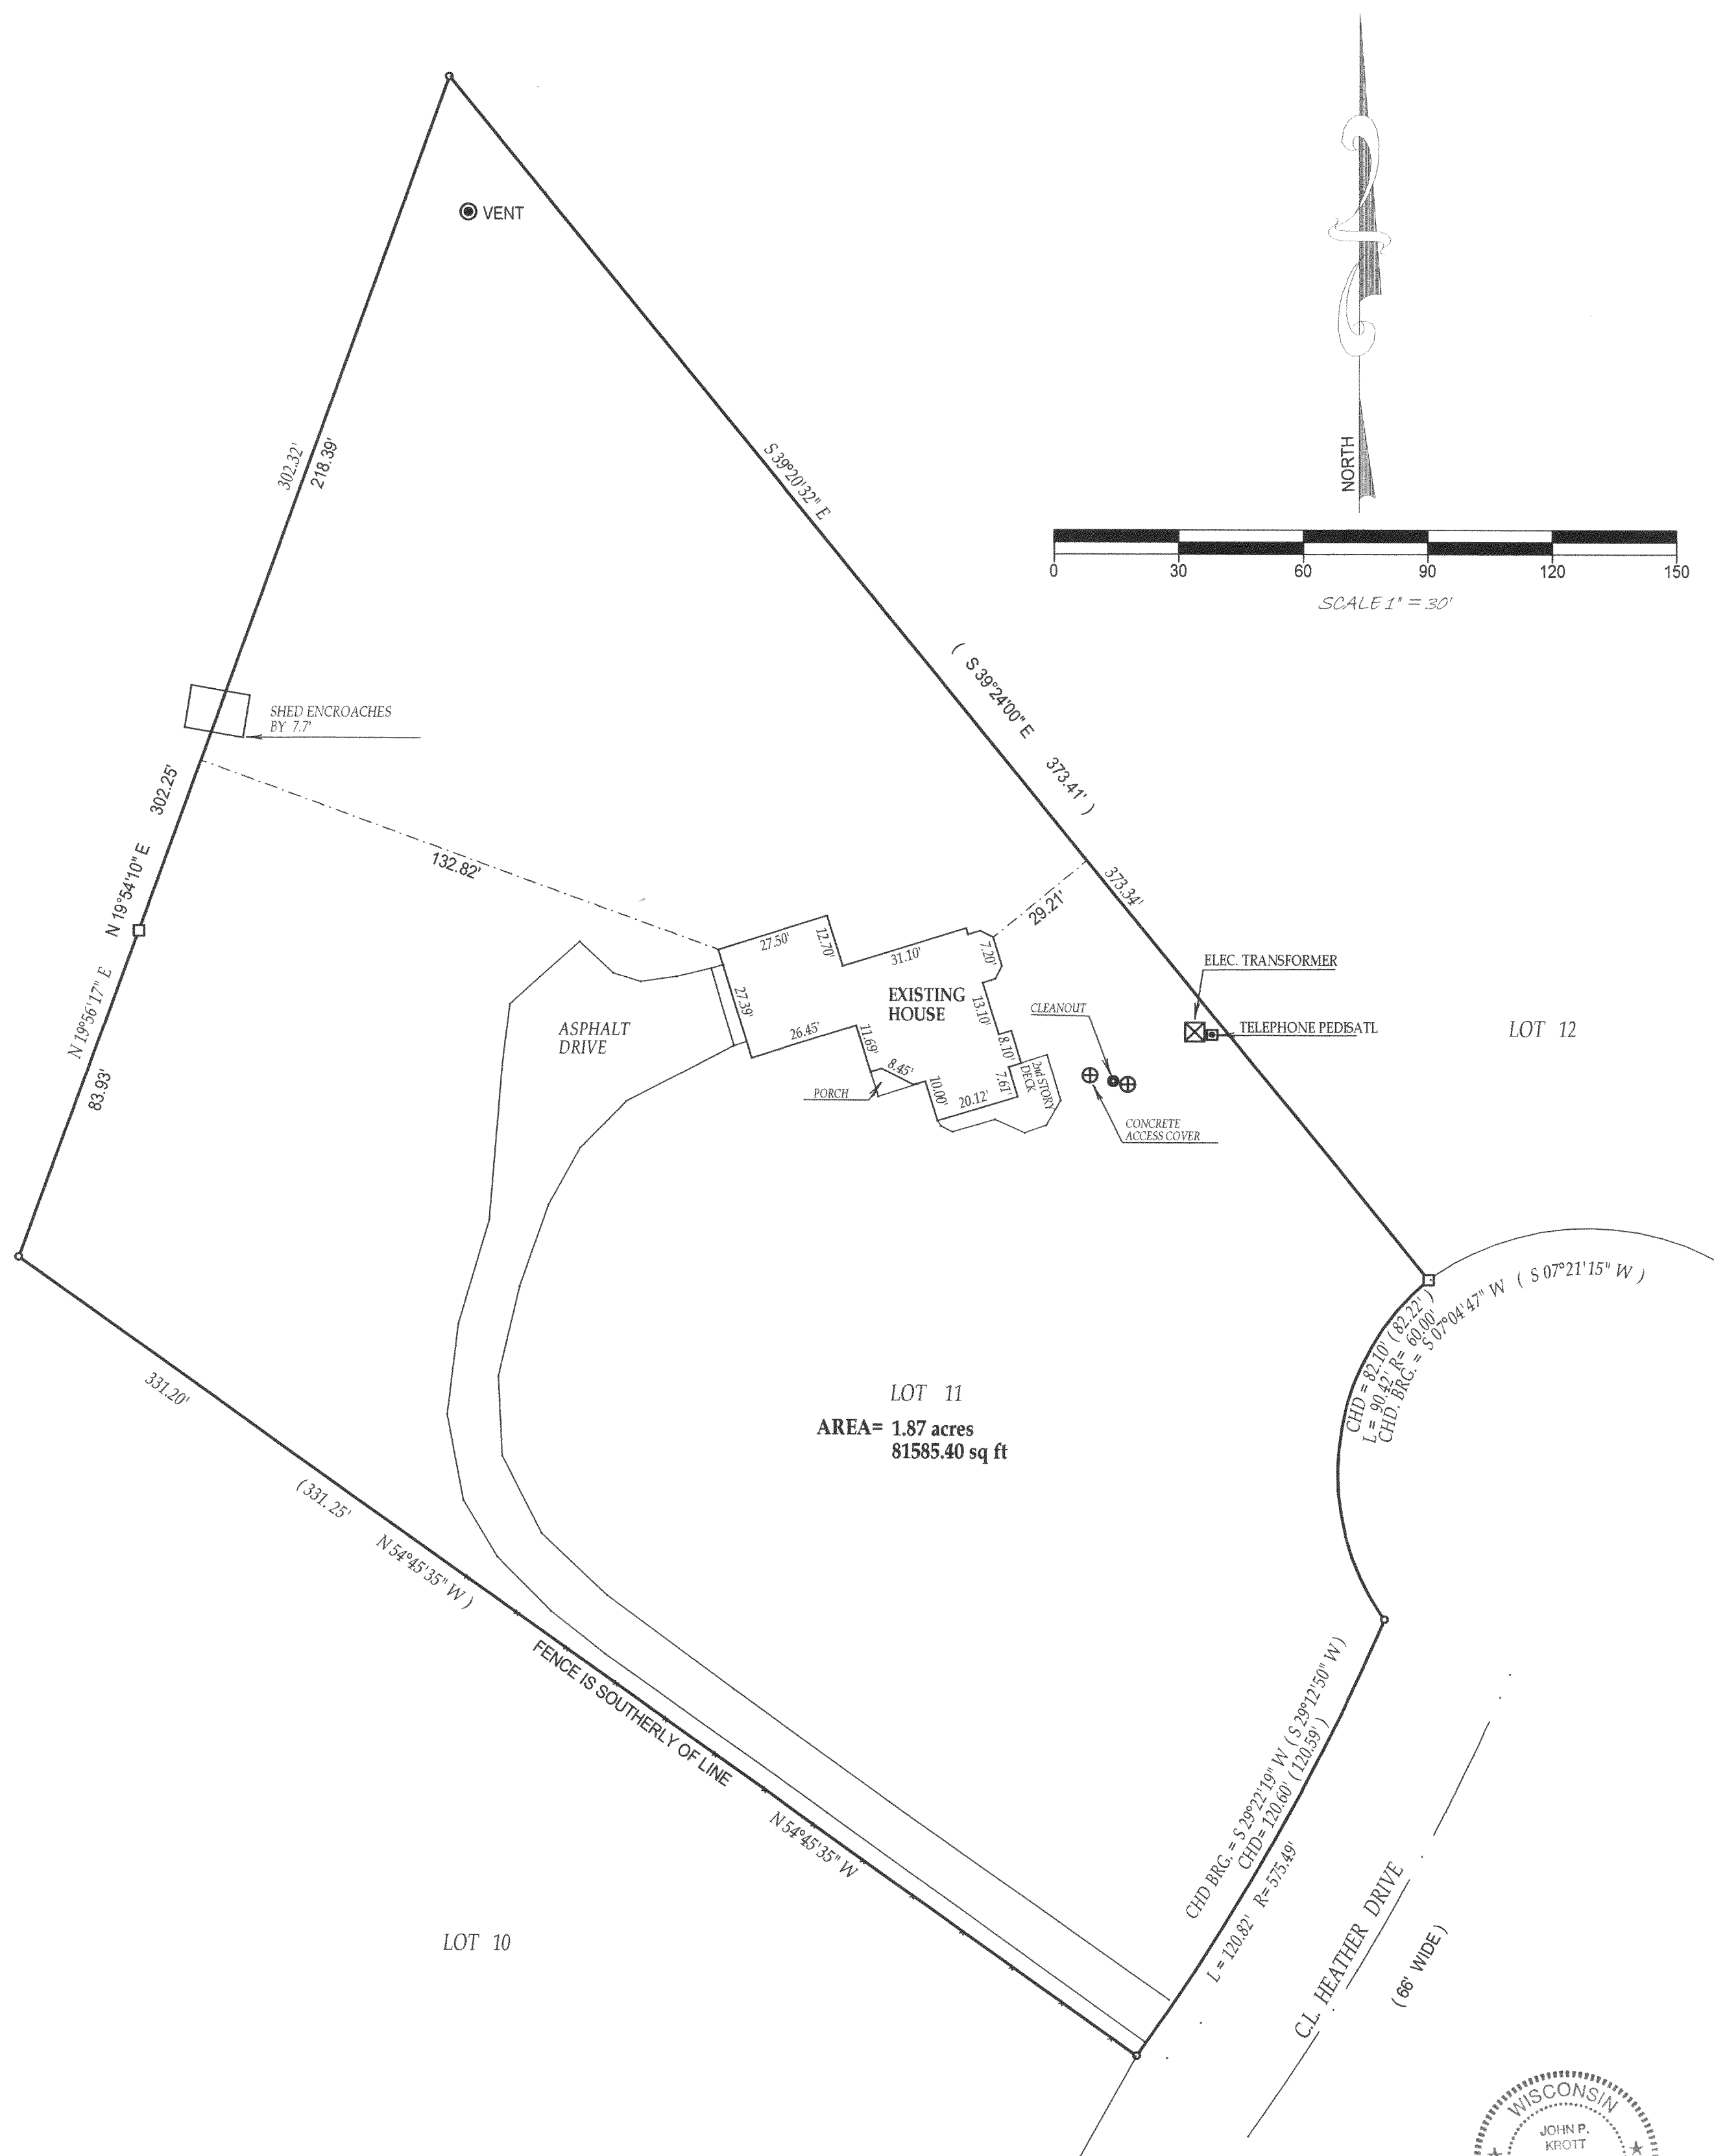 VENT
302.32'
218.39'
S 39°20'32" E
NORTH
0 30 60 90 120 150
SCALE 1" = 30'
( S 39°24'00" E 373.41' )
SHED ENCROACHES
BY 7.7'
N 19°54'10" E 302.25'
132.82'
29.21'
373.34'
27.50'
12.70'
31.10'
7.20'
ELEC. TRANSFORMER
EXISTING
HOUSE
27.39'
13.10'
CLEANOUT
TELEPHONE PEDISATL
LOT 12
ASPHALT
DRIVE
26.45'
11.69'
8.10'
8.45'
7.61'
2nd STORY
DECK
PORCH
10.00'
20.12'
CONCRETE
ACCESS COVER
N 19°56'17" E
83.93'
CHD = 82.10' ( 82.22' )
L = 90.42' R= 60.00'
CHD. BRG. = S 07°04'47" W ( S 07°21'15" W )
331.20'
LOT 11
AREA= 1.87 acres
81585.40 sq ft
( 331.25' N 54°45'35" W )
FENCE IS SOUTHERLY OF LINE
N 54°45'35" W
CHD BRG. = S 29°22'19" W ( S 29°12'50" W )
CHD= 120.60' ( 120.59' )
L = 120.82' R= 575.49'
LOT 10
C.L. HEATHER DRIVE
( 66' WIDE )
WISCONSIN
JOHN P.
KROTT